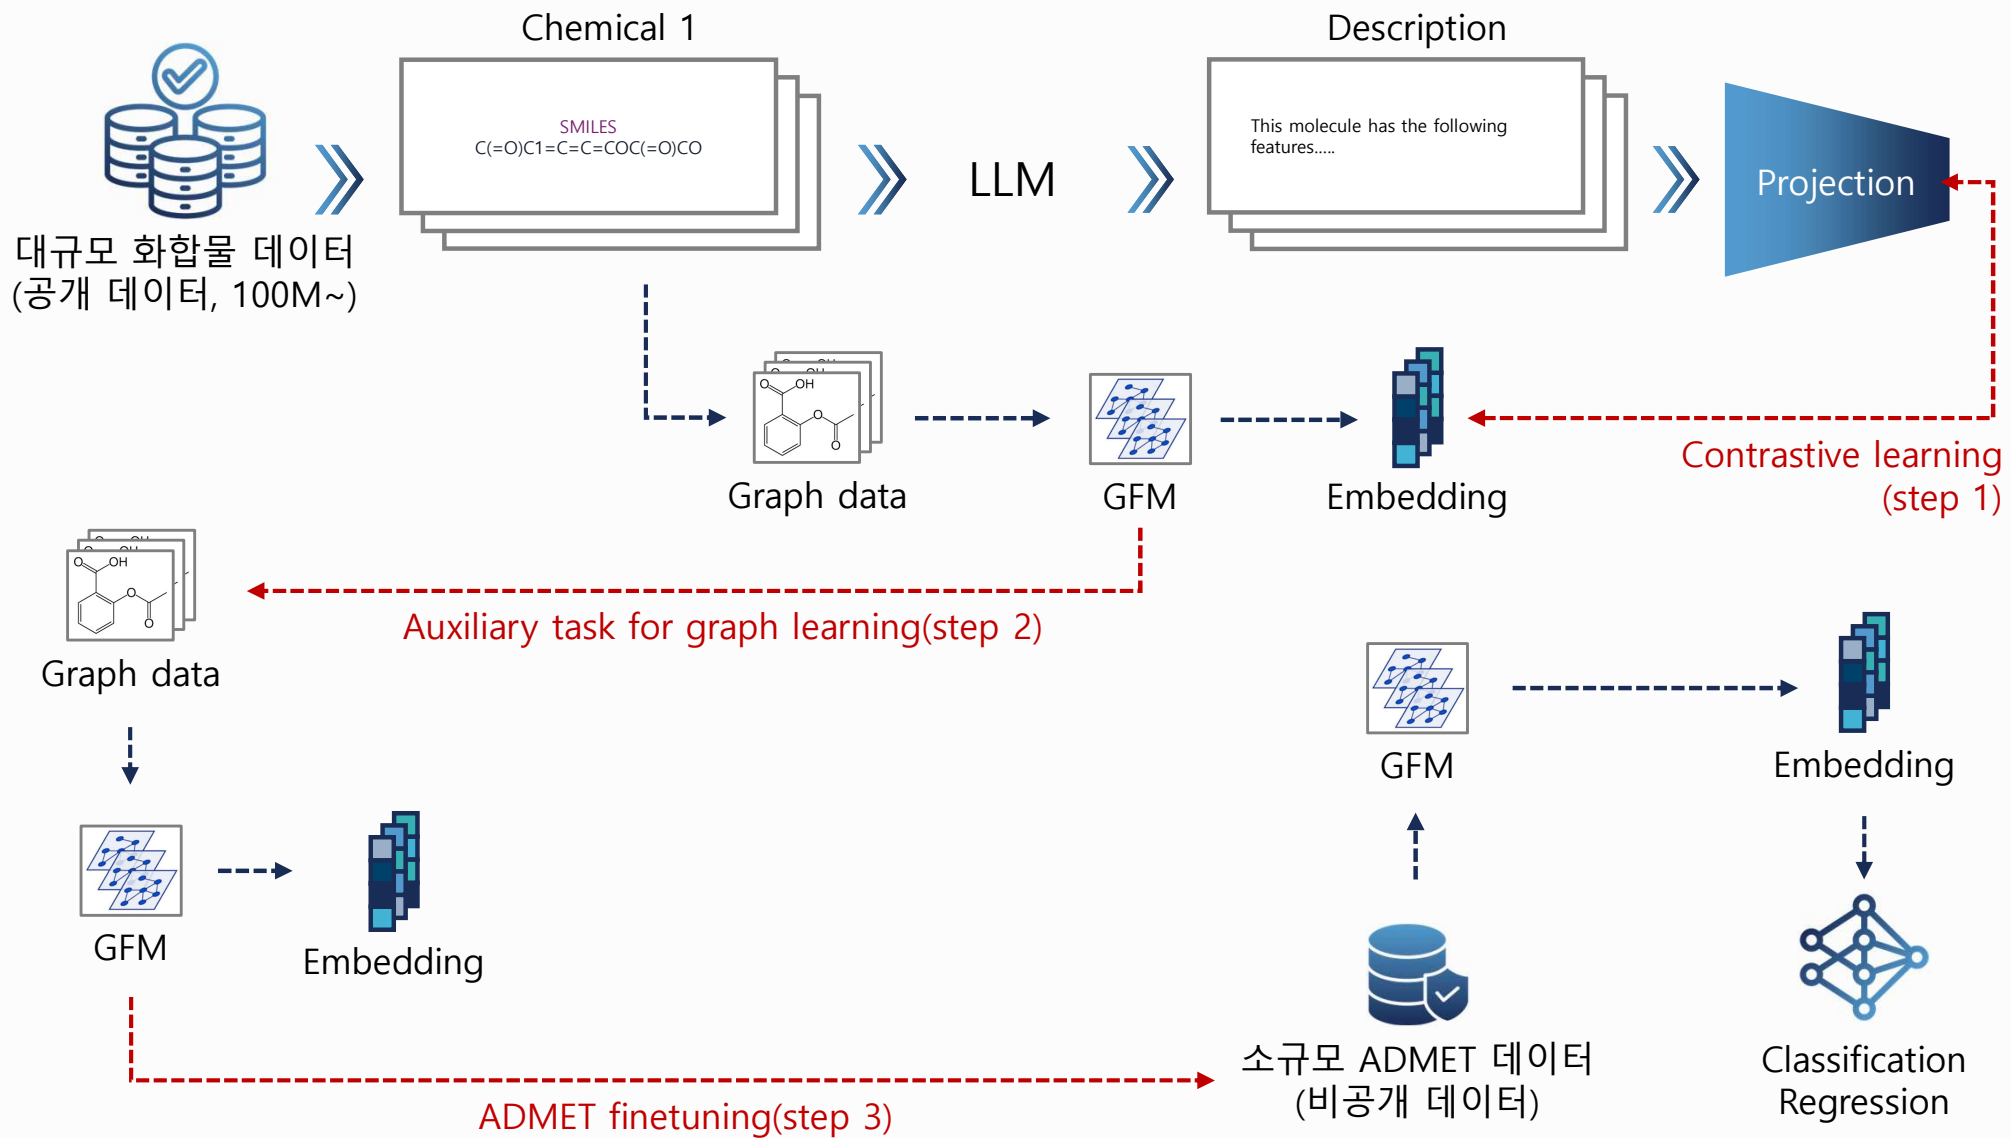 Chemical 1
Description
SMILES
C(=O)C1=C=C=COC(=O)CO
This molecule has the following
features.....
LLM
Projection
대규모 화합물 데이터
(공개 데이터, 100M~)
O
OH
O
O
Graph data
GFM
Embedding
Contrastive learning
(step 1)
O
OH
O
O
Auxiliary task for graph learning(step 2)
Graph data
GFM
Embedding
GFM
Embedding
소규모 ADMET 데이터
(비공개 데이터)
Classification
Regression
ADMET finetuning(step 3)